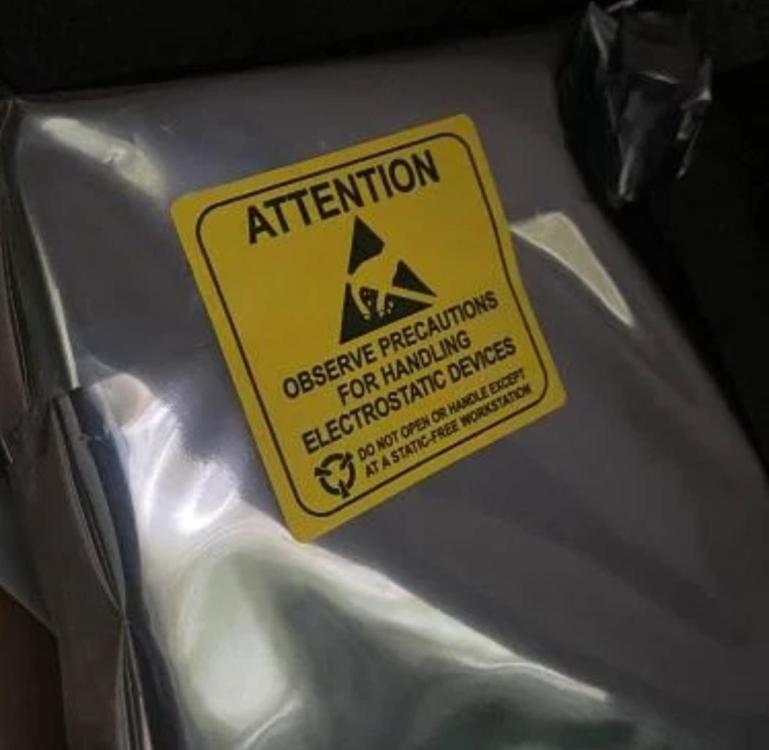 ATTENTION
OBSERVE PRECAUTIONS
FOR HANDLING
ELECTROSTATIC DEVICES
DO NOT OPEN OR HANDLE EXCEPT
AT A STATIC-FREE WORKSTATION